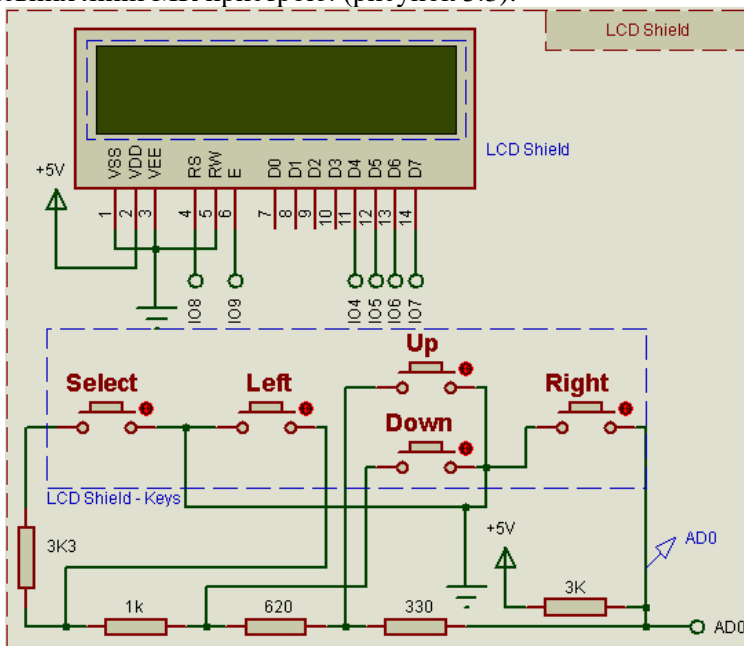 (рисунок
LCD Shield
LCD Shield
+5V
VSS
VDD
VEE
RS
RW
E
D0
D1
D2
D3
D4
D5
D6
D7
1
2
3
4
5
6
7
8
9
10
11
12
13
14
IO8
IO9
IO4
IO5
IO6
IO7
Up
Select
Left
Right
Down
LCD Shield - Keys
+5V
AD0
3K3
1k
620
330
3K
AD0